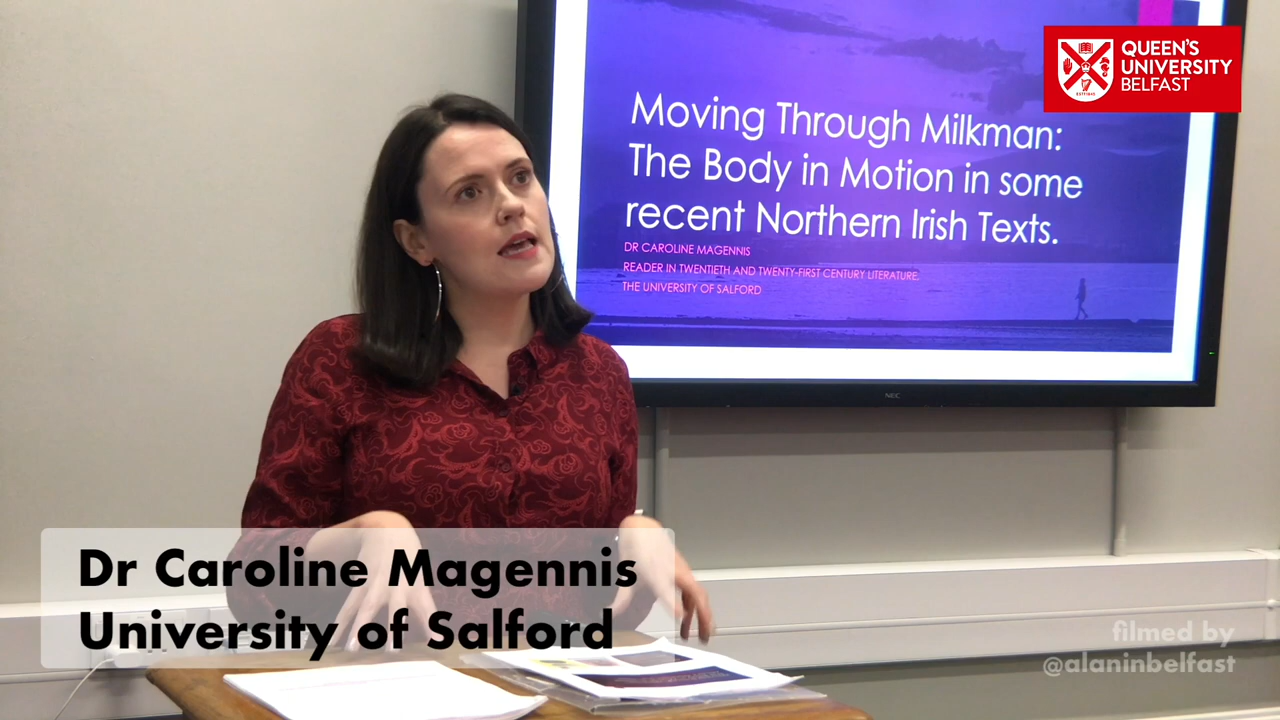 QUEEN'S
UNIVERSITY
BELFAST
Moving Through Milkman:
The Body in Motion in some
recent Northern Irish Texts.
DR CAROLINE MAGENNIS
READER IN TWENTIETH AND TWENTY-FIRST CENTURY LITERATURE,
THE UNIVERSITY OF SALFORD
NEC
Dr Caroline Magennis
University of Salford
filmed by
@alaninbelfast